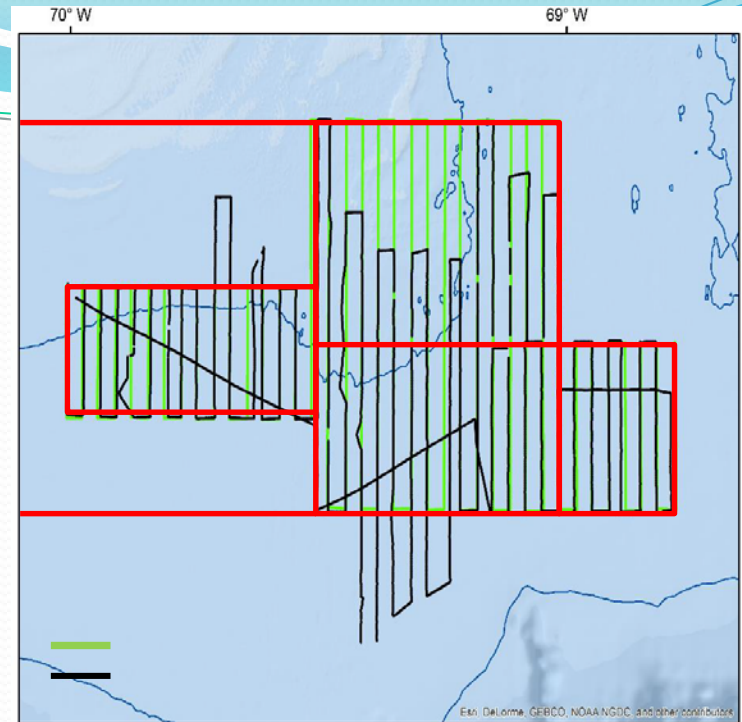 70° W
69° W
Esri, DeLorme, GEBCO, NOAA NGDC, and other contributors